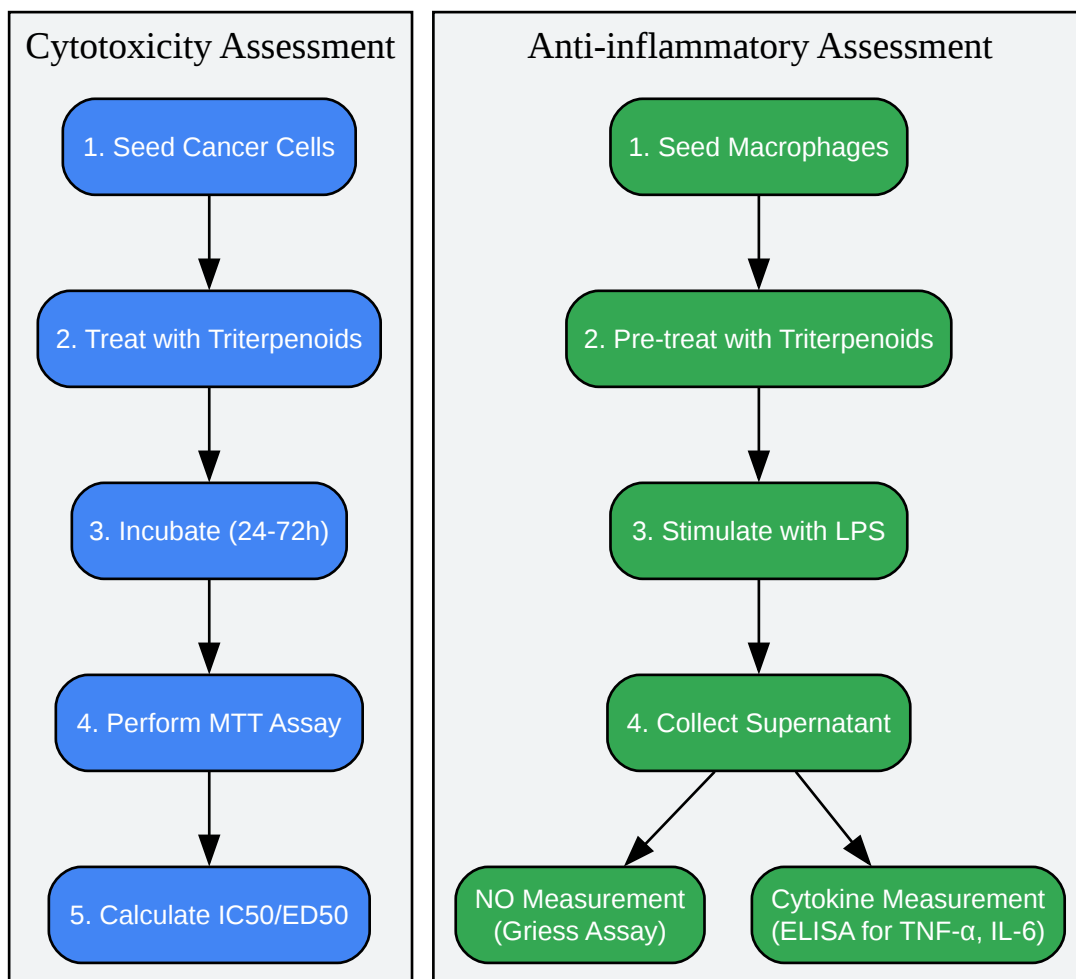 Cytotoxicity Assessment
1. Seed Cancer Cells
2. Treat with Triterpenoids
3. Incubate (24-72h)
4. Perform MTT Assay
5. Calculate IC50/ED50
Anti-inflammatory Assessment
1. Seed Macrophages
2. Pre-treat with Triterpenoids
3. Stimulate with LPS
4. Collect Supernatant
NO Measurement
(Griess Assay)
Cytokine Measurement
(ELISA for TNF-α, IL-6)